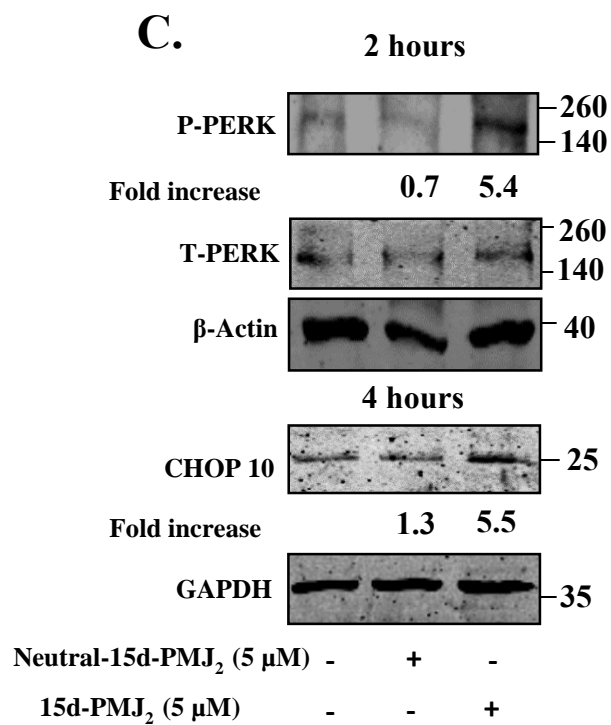 C.
2 hours
P-PERK
260
140
Fold increase 0.7 5.4
T-PERK
260
140
β-Actin
40
4 hours
CHOP 10
25
Fold increase 1.3 5.5
GAPDH
35
Neutral-15d-PMJ₂ (5 µM) - + -
15d-PMJ₂ (5 µM) - - +